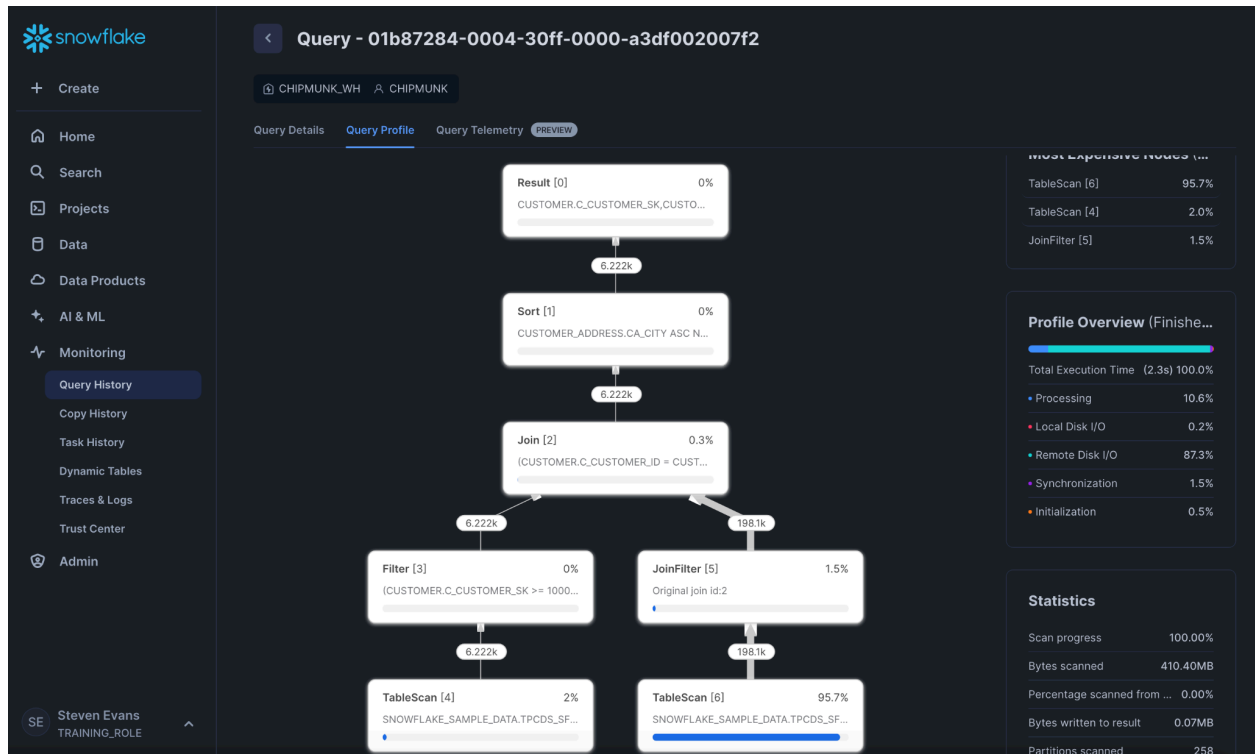 snowflake
Create
Home
Search
Projects
Data
Data Products
AI & ML
Monitoring
Query History
Copy History
Task History
Dynamic Tables
Traces & Logs
Trust Center
Admin
SE
Steven Evans
TRAINING_ROLE
Query - 01b87284-0004-30ff-0000-a3df002007f2
CHIPMUNK_WH CHIPMUNK
Query Details Query Profile Query Telemetry PREVIEW
Result [0] 0%
CUSTOMER.C_CUSTOMER_SK,CUSTO...
6.222k
Sort [1] 0%
CUSTOMER_ADDRESS.CA_CITY ASC N...
6.222k
Join [2] 0.3%
(CUSTOMER.C_CUSTOMER_ID = CUST...
6.222k 198.1k
Filter [3] 0%
(CUSTOMER.C_CUSTOMER_SK >= 1000...
JoinFilter [5] 1.5%
Original join id:2
6.222k 198.1k
TableScan [4] 2%
SNOWFLAKE_SAMPLE_DATA.TPCDS_SF...
TableScan [6] 95.7%
SNOWFLAKE_SAMPLE_DATA.TPCDS_SF...
Most Expensive Nodes (...
TableScan [6] 95.7%
TableScan [4] 2.0%
JoinFilter [5] 1.5%
Profile Overview (Finishe...
Total Execution Time (2.3s) 100.0%
Processing 10.6%
Local Disk I/O 0.2%
Remote Disk I/O 87.3%
Synchronization 1.5%
Initialization 0.5%
Statistics
Scan progress 100.00%
Bytes scanned 410.40MB
Percentage scanned from ... 0.00%
Bytes written to result 0.07MB
Partitions scanned 258